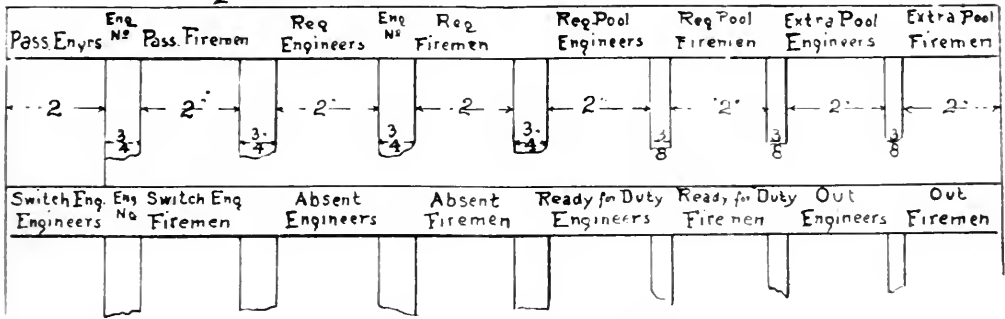 Pass. Engrs
Eng
Nº
Pass. Firemen
Reg
Engineers
Eng
Nº
Reg
Firemen
Reg Pool
Engineers
Reg Pool
Firemen
Extra Pool
Engineers
Extra Pool
Firemen
2 2" 2" 2 2" "2" 2" 2"
3/4 3/4 3/4 3/4 3/8 3/8 3/8
Switch Eng.
Engineers
Eng
No
Switch Eng
Firemen
Absent
Engineers
Absent
Firemen
Ready for Duty
Engineers
Ready for Duty
Firemen
Out
Engineers
Out
Firemen